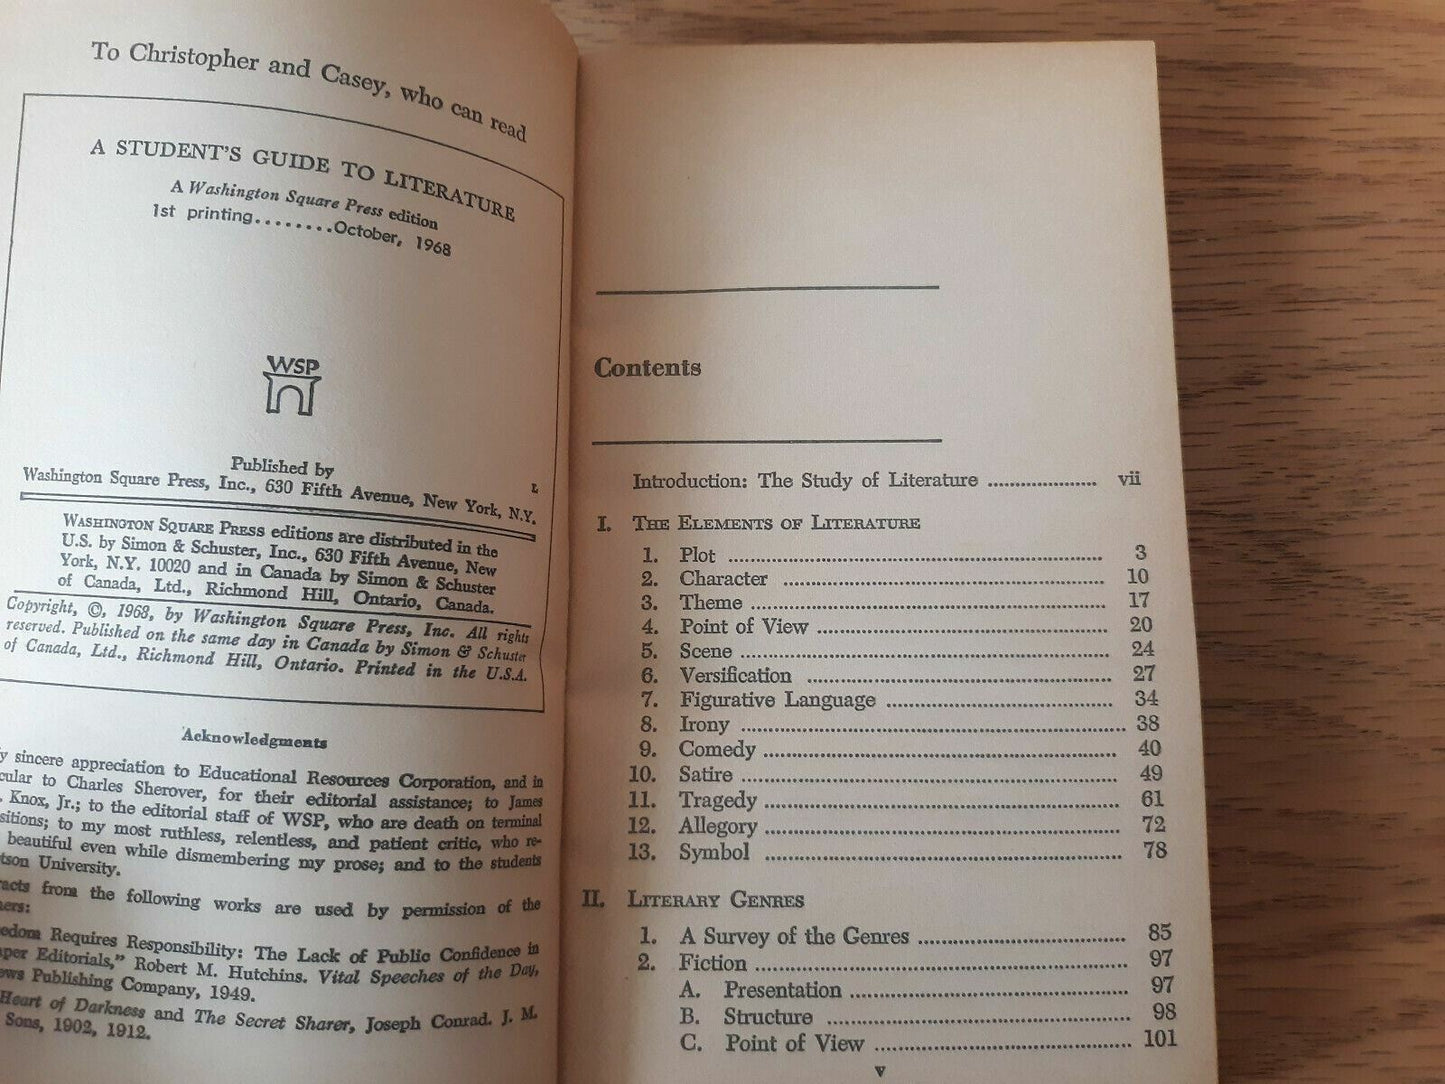 To Christopher and Casey, who can read
A STUDENT'S GUIDE TO LITERATURE
A Washington Square Press edition
1st printing........October, 1968
WSP
Published by
L
Washington Square Press, Inc., 630 Fifth Avenue, New York, N.Y.
WASHINGTON SQUARE PRESS editions are distributed in the
U.S. by Simon & Schuster, Inc., 630 Fifth Avenue, New
York, N.Y. 10020 and in Canada by Simon & Schuster
of Canada, Ltd., Richmond Hill, Ontario, Canada.
Copyright, ©, 1968, by Washington Square Press, Inc. All rights
reserved. Published on the same day in Canada by Simon & Schuster
of Canada, Ltd., Richmond Hill, Ontario. Printed in the U.S.A.
Acknowledgments
sincere appreciation to Educational Resources Corporation, and in
to Charles Sherover, for their editorial assistance; to James
Knox, Jr.; to the editorial staff of WSP, who are death on terminal
to my most ruthless, relentless, and patient critic, who re-
beautiful even while dismembering my prose; and to the students
University.
from the following works are used by permission of the
Requires Responsibility: The Lack of Public Confidence in
Editorials," Robert M. Hutchins. Vital Speeches of the Day,
Publishing Company, 1949.
Heart of Darkness and The Secret Sharer, Joseph Conrad. J. M.
Sons, 1902, 1912.
Contents
Introduction: The Study of Literature .................... vii
I. THE ELEMENTS OF LITERATURE
1. Plot .................... 3
2. Character .................... 10
3. Theme .................... 17
4. Point of View .................... 20
5. Scene .................... 24
6. Versification .................... 27
7. Figurative Language .................... 34
8. Irony .................... 38
9. Comedy .................... 40
10. Satire .................... 49
11. Tragedy .................... 61
12. Allegory .................... 72
13. Symbol .................... 78
II. LITERARY GENRES
1. A Survey of the Genres .................... 85
2. Fiction .................... 97
A. Presentation .................... 97
B. Structure .................... 98
C. Point of View .................... 101
v